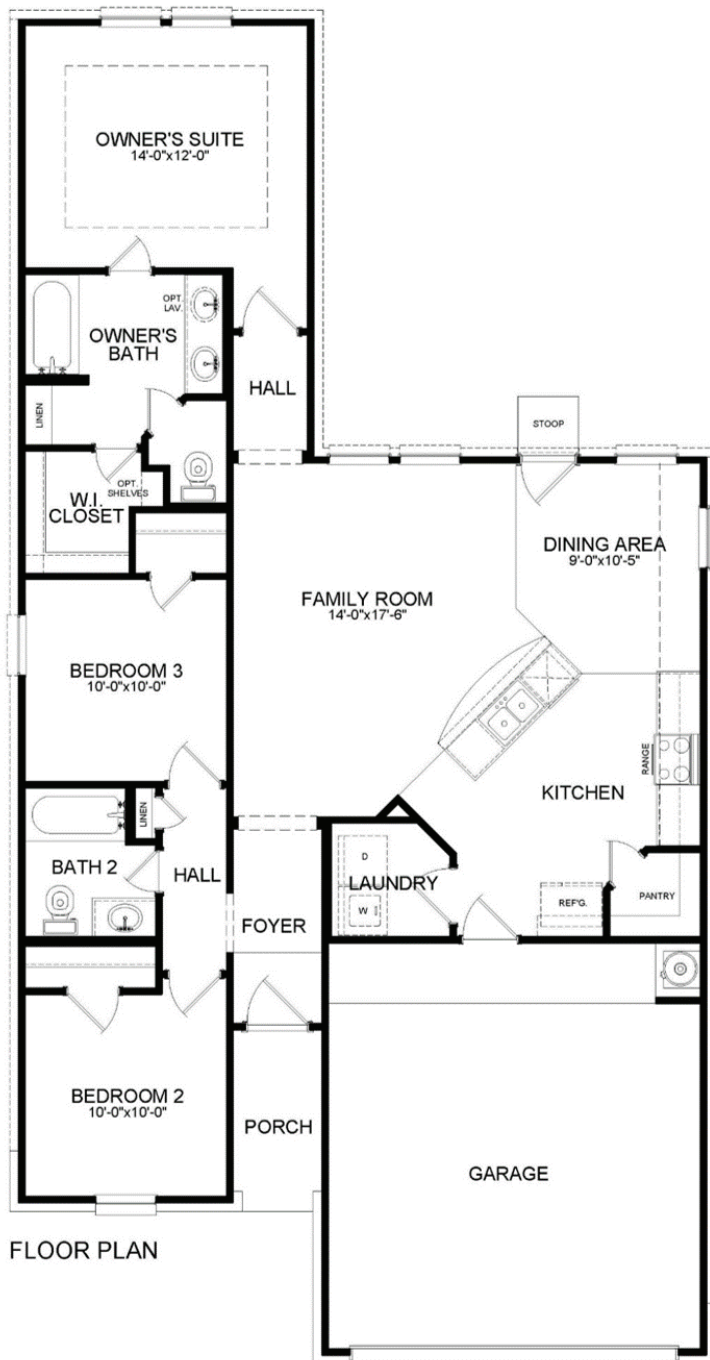 OWNER'S SUITE
14'-0"x12'-0"
OPT.
LAV.
OWNER'S
BATH
HALL
LINEN
STOOP
OPT.
SHELVES
W.I.
CLOSET
DINING AREA
9'-0"x10'-5"
FAMILY ROOM
14'-0"x17'-6"
BEDROOM 3
10'-0"x10'-0"
RANGE
KITCHEN
LINEN
D
BATH 2
HALL
LAUNDRY
W
REF'G.
PANTRY
FOYER
BEDROOM 2
10'-0"x10'-0"
PORCH
GARAGE
FLOOR PLAN